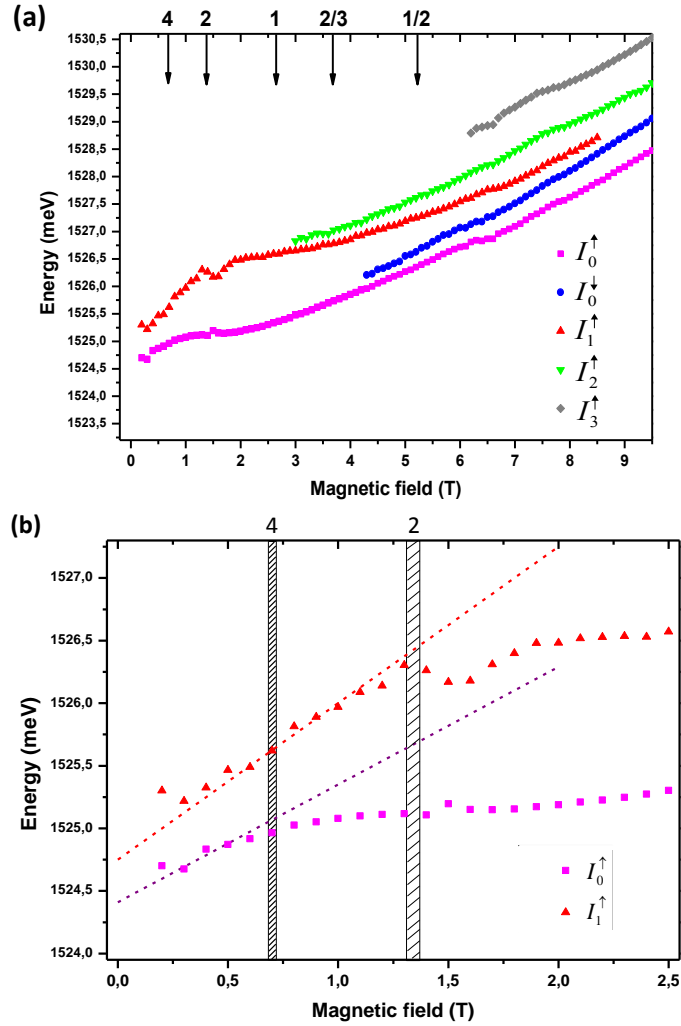 (a)
4 2 1 2/3 1/2
1530,5
1530,0
1529,5
1529,0
1528,5
1528,0
1527,5
1527,0
1526,5
1526,0
1525,5
1525,0
1524,5
1524,0
1523,5
Energy (meV)
I₀↑
I₀↓
I₁↑
I₂↑
I₃↑
0 1 2 3 4 5 6 7 8 9
Magnetic field (T)
(b)
4 2
1527,0
1526,5
1526,0
1525,5
1525,0
1524,5
1524,0
Energy (meV)
I₀↑
I₁↑
0,0 0,5 1,0 1,5 2,0 2,5
Magnetic field (T)